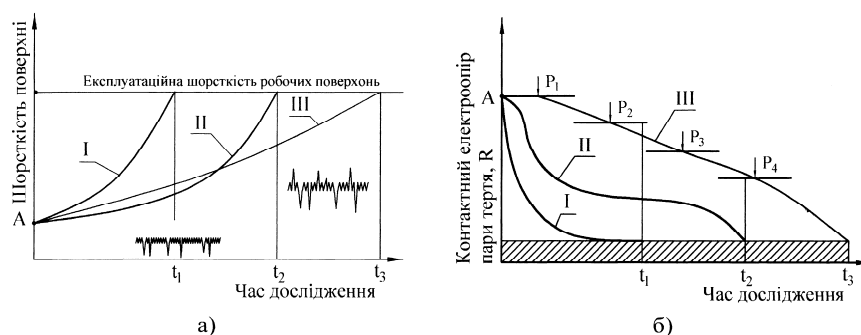 Шорсткість поверхні
А
Експлуатаційна шорсткість робочих поверхонь
I
II
III
t1
t2
t3
Час дослідження
а)
Контактний електроопір
пари тертя, R
А
P1
P2
III
P3
P4
II
I
t1
t2
t3
Час дослідження
б)